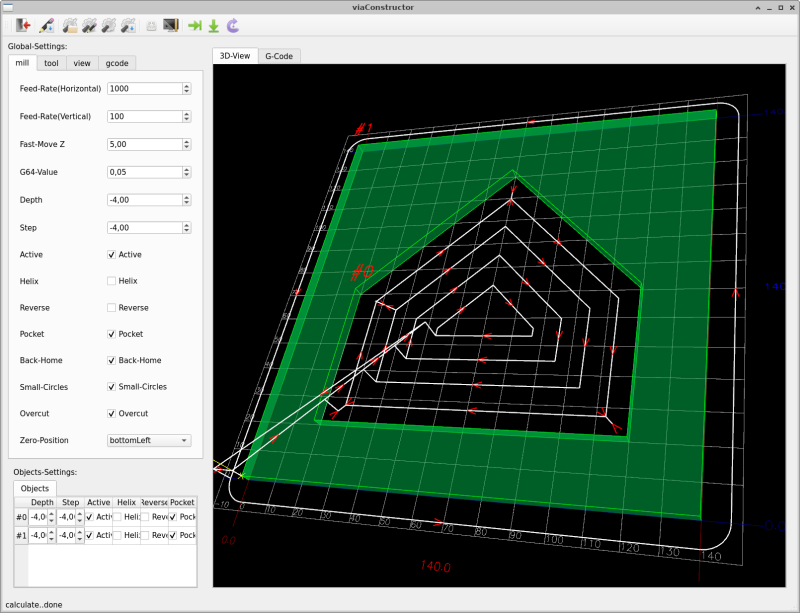 viaConstructor
Global-Settings:
mill tool view gcode
Feed-Rate(Horizontal) 1000
Feed-Rate(Vertical) 100
Fast-Move Z 5,00
G64-Value 0,05
Depth -4,00
Step -4,00
Active Active
Helix Helix
Reverse Reverse
Pocket Pocket
Back-Home Back-Home
Small-Circles Small-Circles
Overcut Overcut
Zero-Position bottomLeft
Objects-Settings:
Objects
Depth Step Active Helix Reverse Pocket
#0 -4,0 -4,0 Acti Heli Rev Pock
#1 -4,0 -4,0 Acti Heli Rev Pock
3D-View G-Code
#1
#0
-10 0 10 20 30 40 50 60 70 80 90 100 110 120 130 140
0.0
140.0
calculate..done